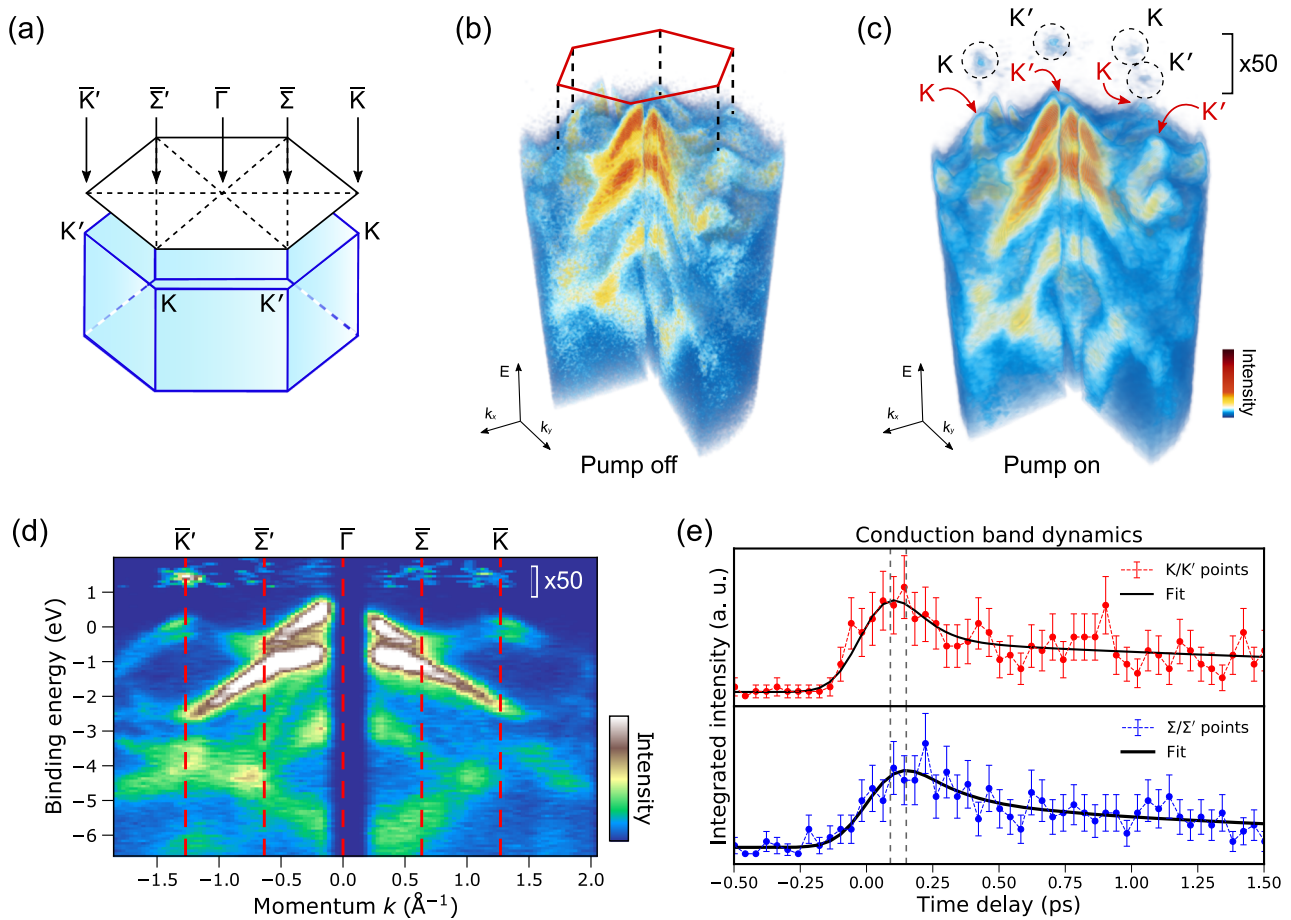 (a)
K̅′ Σ̅′ Γ̅ Σ̅ K̅
K′ K
K K′
(b)
E
kx
ky
Pump off
(c)
K K′ K K′
x50
K K′ K K′
E
kx
ky
Pump on
Intensity
(d)
K̅′ Σ̅′ Γ̅ Σ̅ K̅
x50
Binding energy (eV)
1
0
−1
−2
−3
−4
−5
−6
−1.5 −1.0 −0.5 0.0 0.5 1.0 1.5 2.0
Momentum k (Å⁻¹)
Intensity
(e)
Conduction band dynamics
Integrated intensity (a. u.)
K/K′ points
Fit
Σ/Σ′ points
Fit
−0.50 −0.25 0.00 0.25 0.50 0.75 1.00 1.25 1.50
Time delay (ps)